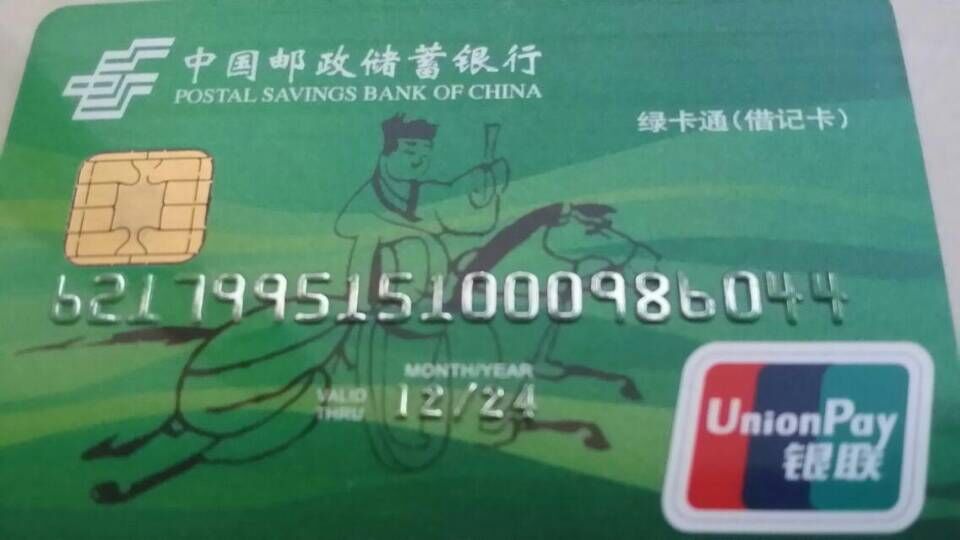 中国邮政储蓄银行
POSTAL SAVINGS BANK OF CHINA
绿卡通(借记卡)
6217995151000986044
MONTH/YEAR
VALID THRU 12/24
UnionPay
银联